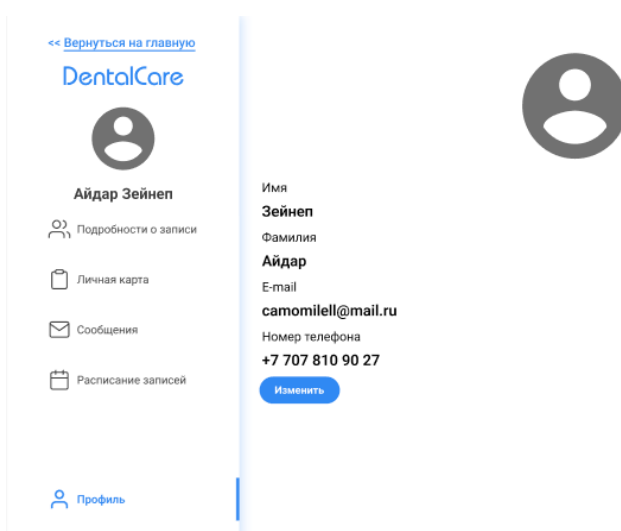 << Вернуться на главную
DentalCare
Айдар Зейнеп
Подробности о записи
Личная карта
Сообщения
Расписание записей
Профиль
Имя
Зейнеп
Фамилия
Айдар
E-mail
camomilell@mail.ru
Номер телефона
+7 707 810 90 27
Изменить